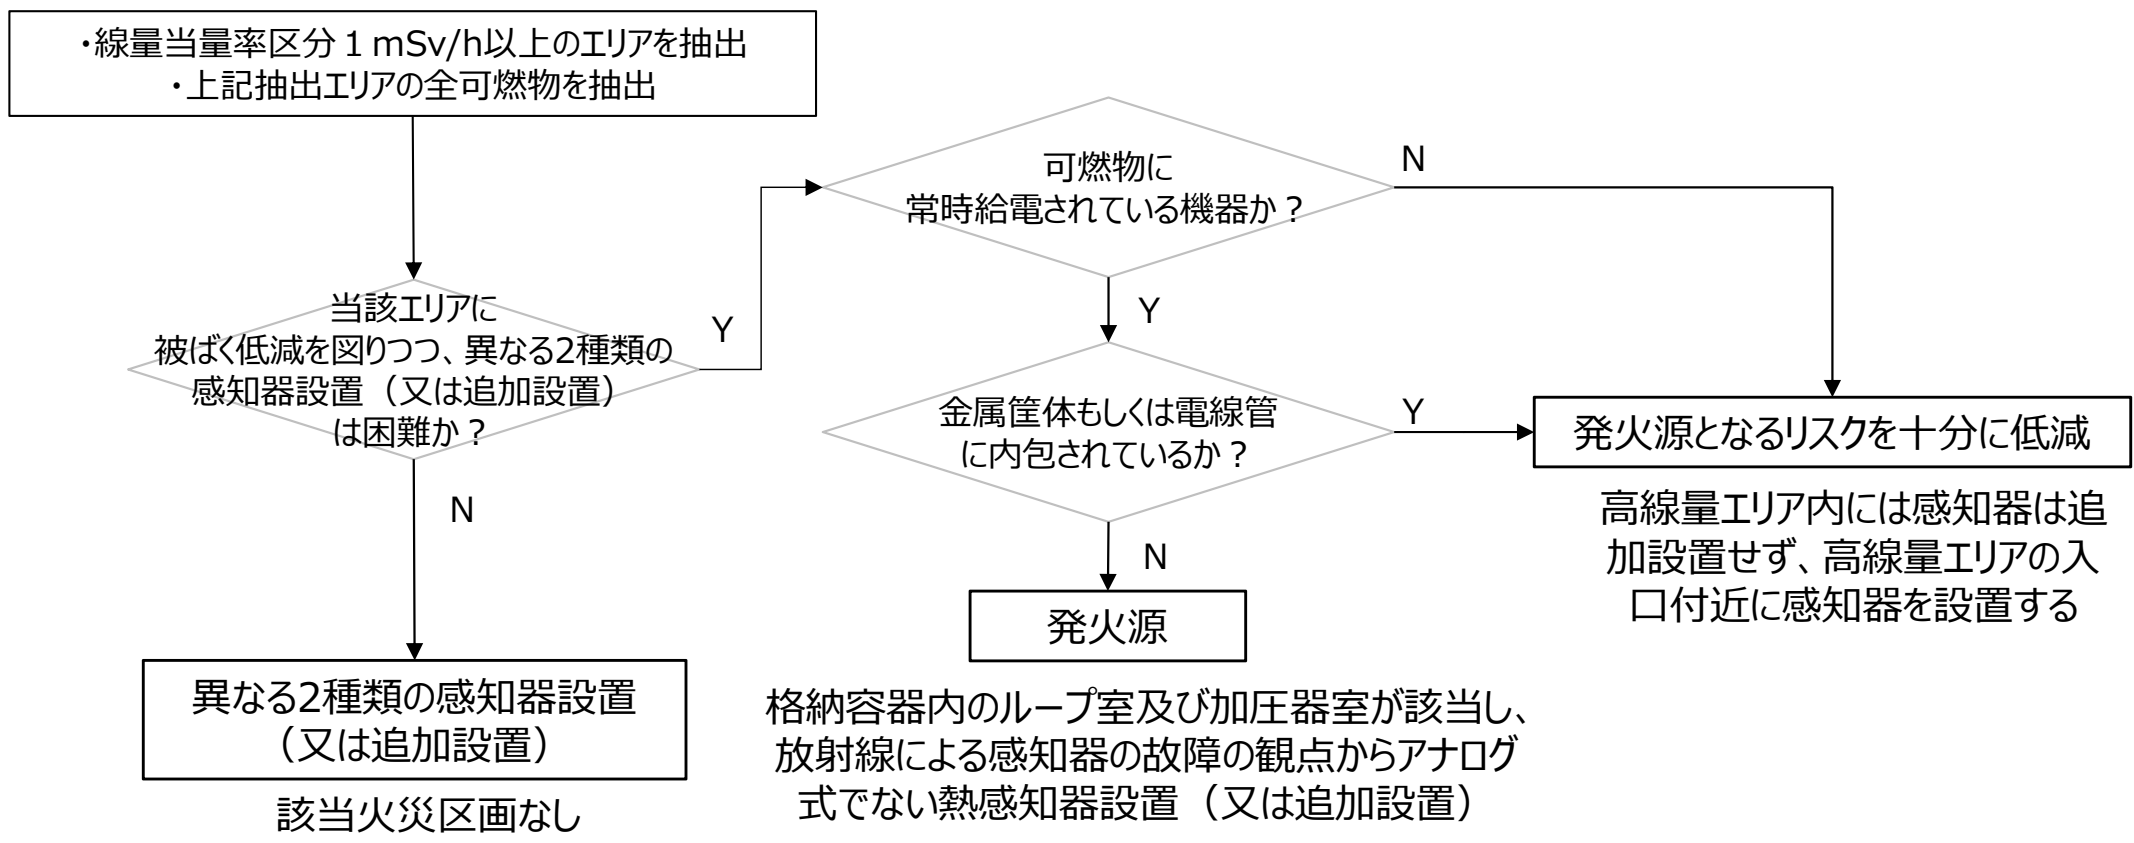 ・線量当量率区分１mSv/h以上のエリアを抽出
・上記抽出エリアの全可燃物を抽出
当該エリアに
被ばく低減を図りつつ、異なる2種類の
感知器設置（又は追加設置）
は困難か？
Y
N
異なる2種類の感知器設置
（又は追加設置）
該当火災区画なし
可燃物に
常時給電されている機器か？
N
Y
金属筐体もしくは電線管
に内包されているか？
Y
N
発火源
格納容器内のループ室及び加圧器室が該当し、
放射線による感知器の故障の観点からアナログ
式でない熱感知器設置（又は追加設置）
発火源となるリスクを十分に低減
高線量エリア内には感知器は追
加設置せず、高線量エリアの入
口付近に感知器を設置する